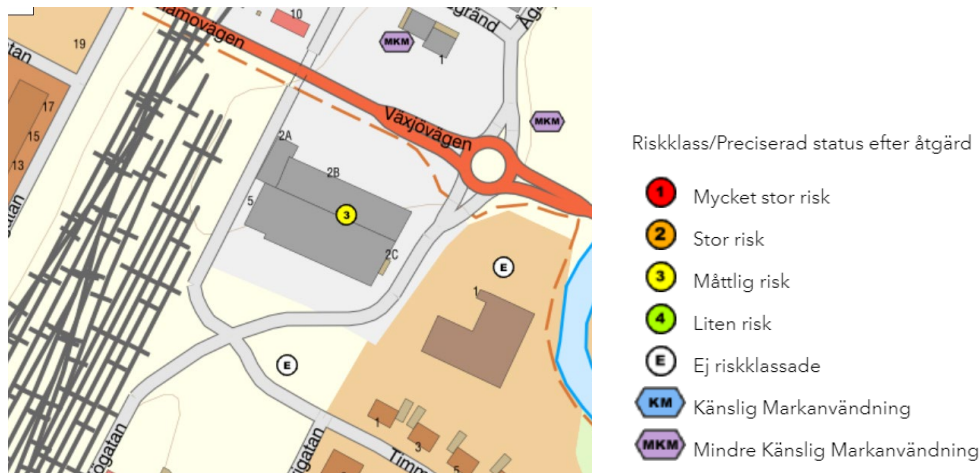 10
19
17
15
13
1
MKM
MKM
Växjövägen
2A
2B
5
3
2C
E
1
E
1
3
5
Riskklass/Preciserad status efter åtgärd
1 Mycket stor risk
2 Stor risk
3 Måttlig risk
4 Liten risk
E Ej riskklassade
KM Känslig Markanvändning
MKM Mindre Känslig Markanvändning